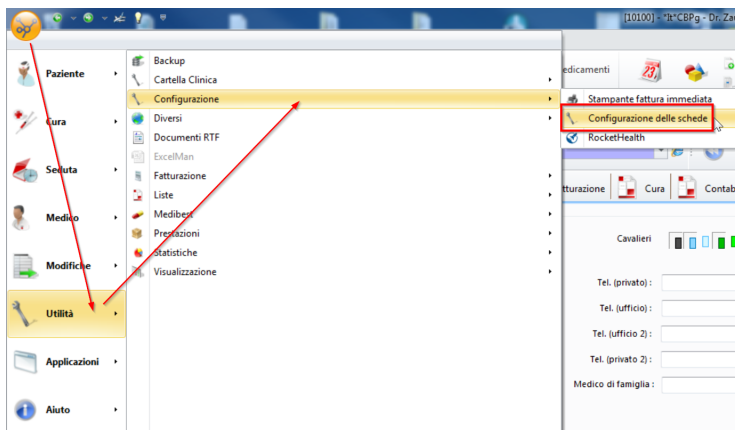 [10100] - *It*CBPg - Dr. Za
Paziente
Cura
Seduta
Medico
Modifiche
Utilità
Applicazioni
Aiuto
Backup
Cartella Clinica
Configurazione
Diversi
Documenti RTF
ExcelMan
Fatturazione
Liste
Medibest
Prestazioni
Statistiche
Visualizzazione
edicamenti
23
Stampante fattura immediata
Configurazione delle schede
RocketHealth
tturazione Cura Contab
Cavalieri
Tel. (privato) :
Tel. (ufficio) :
Tel. (ufficio 2) :
Tel. (privato 2) :
Medico di famiglia :